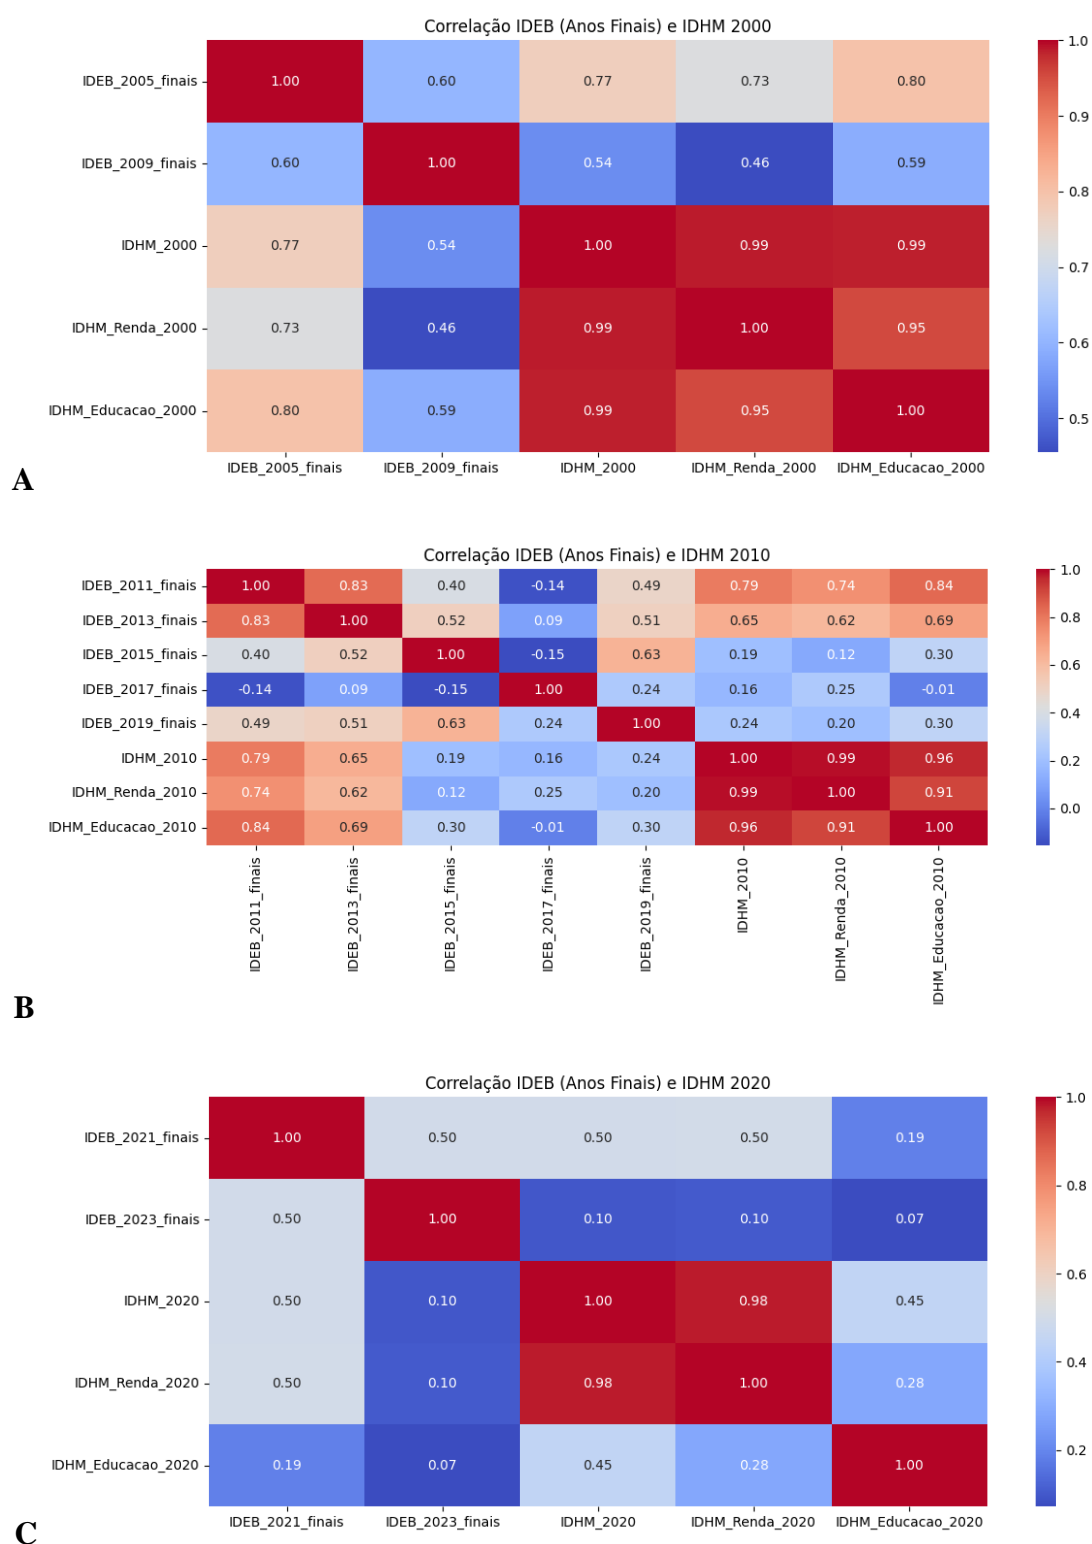 Correlação IDEB (Anos Finais) e IDHM 2000
IDEB_2005_finais 1.00 0.60 0.77 0.73 0.80
IDEB_2009_finais 0.60 1.00 0.54 0.46 0.59
IDHM_2000 0.77 0.54 1.00 0.99 0.99
IDHM_Renda_2000 0.73 0.46 0.99 1.00 0.95
IDHM_Educacao_2000 0.80 0.59 0.99 0.95 1.00
IDEB_2005_finais IDEB_2009_finais IDHM_2000 IDHM_Renda_2000 IDHM_Educacao_2000
1.0
0.9
0.8
0.7
0.6
0.5
A
Correlação IDEB (Anos Finais) e IDHM 2010
IDEB_2011_finais 1.00 0.83 0.40 -0.14 0.49 0.79 0.74 0.84
IDEB_2013_finais 0.83 1.00 0.52 0.09 0.51 0.65 0.62 0.69
IDEB_2015_finais 0.40 0.52 1.00 -0.15 0.63 0.19 0.12 0.30
IDEB_2017_finais -0.14 0.09 -0.15 1.00 0.24 0.16 0.25 -0.01
IDEB_2019_finais 0.49 0.51 0.63 0.24 1.00 0.24 0.20 0.30
IDHM_2010 0.79 0.65 0.19 0.16 0.24 1.00 0.99 0.96
IDHM_Renda_2010 0.74 0.62 0.12 0.25 0.20 0.99 1.00 0.91
IDHM_Educacao_2010 0.84 0.69 0.30 -0.01 0.30 0.96 0.91 1.00
IDEB_2011_finais
IDEB_2013_finais
IDEB_2015_finais
IDEB_2017_finais
IDEB_2019_finais
IDHM_2010
IDHM_Renda_2010
IDHM_Educacao_2010
1.0
0.8
0.6
0.4
0.2
0.0
B
Correlação IDEB (Anos Finais) e IDHM 2020
IDEB_2021_finais 1.00 0.50 0.50 0.50 0.19
IDEB_2023_finais 0.50 1.00 0.10 0.10 0.07
IDHM_2020 0.50 0.10 1.00 0.98 0.45
IDHM_Renda_2020 0.50 0.10 0.98 1.00 0.28
IDHM_Educacao_2020 0.19 0.07 0.45 0.28 1.00
IDEB_2021_finais IDEB_2023_finais IDHM_2020 IDHM_Renda_2020 IDHM_Educacao_2020
1.0
0.8
0.6
0.4
0.2
C